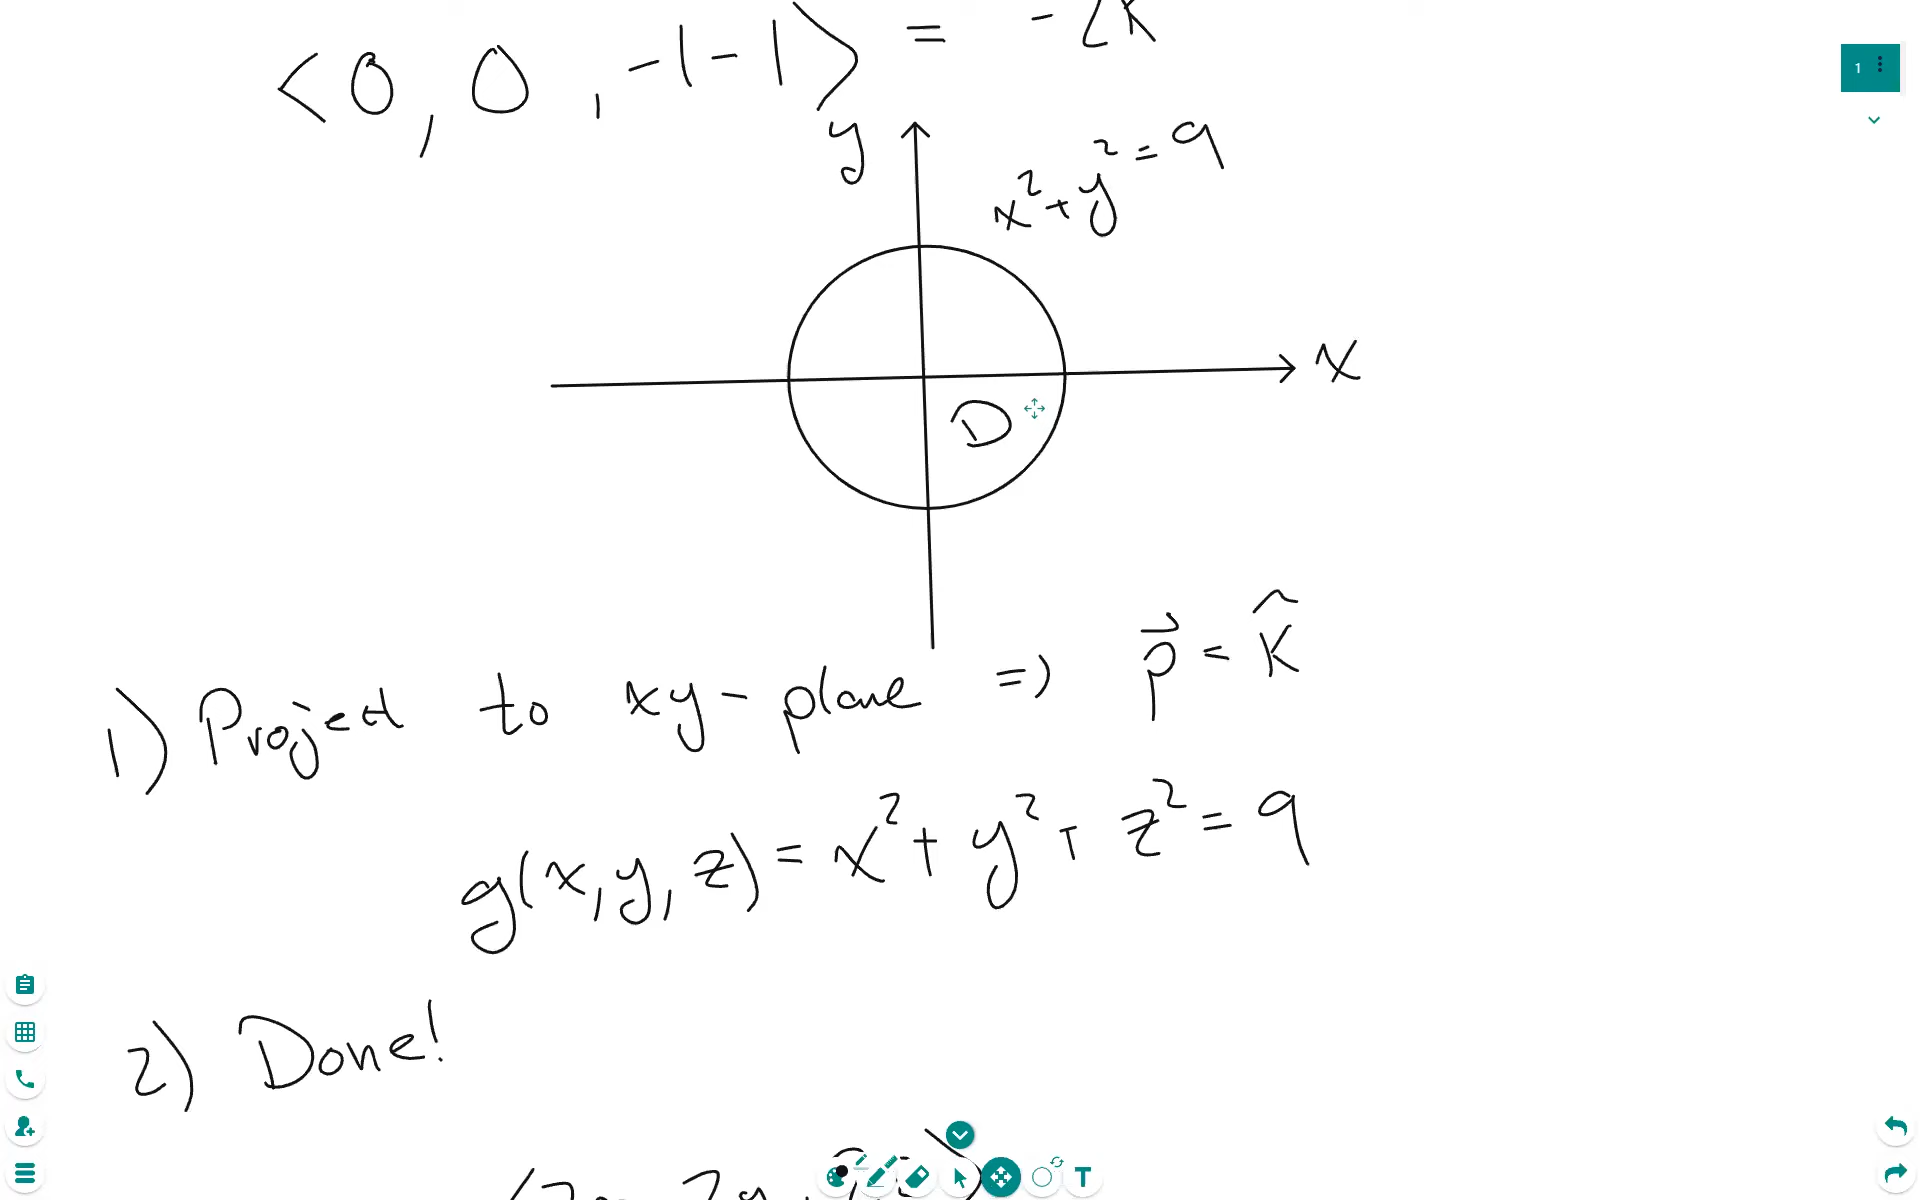 <0, 0, -1-1> = -2k
y
x²+y²=9
x
D
1) Project to xy-plane => p⃗ = k̂
g(x,y,z) = x²+y²+z² = 9
2) Done!
1
T